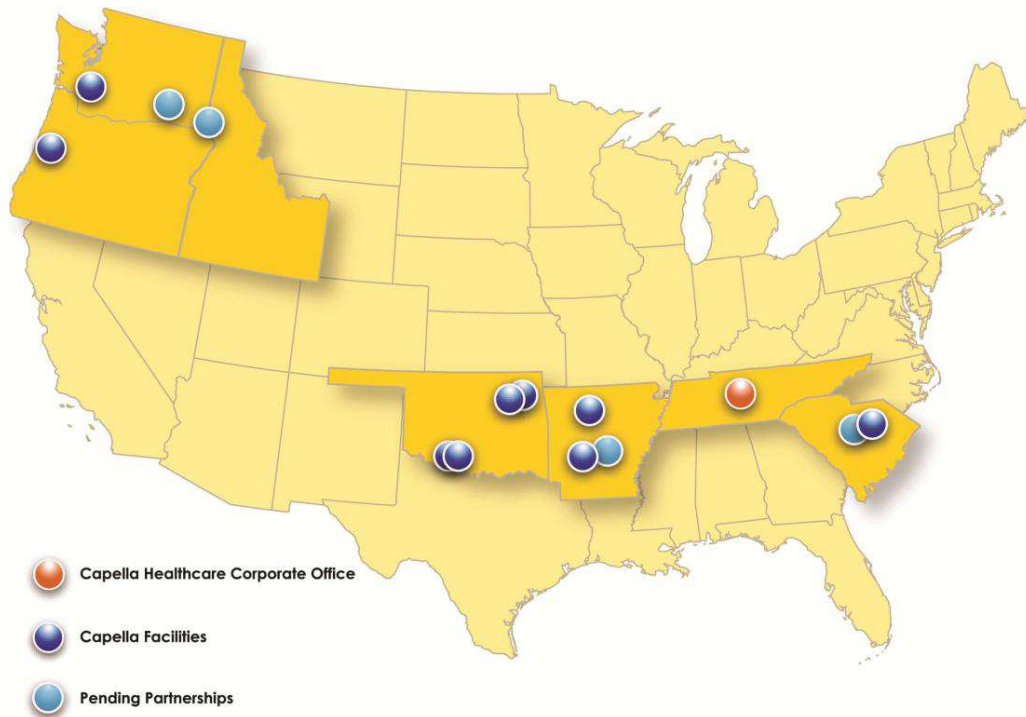 Capella Healthcare Corporate Office
Capella Facilities
Pending Partnerships